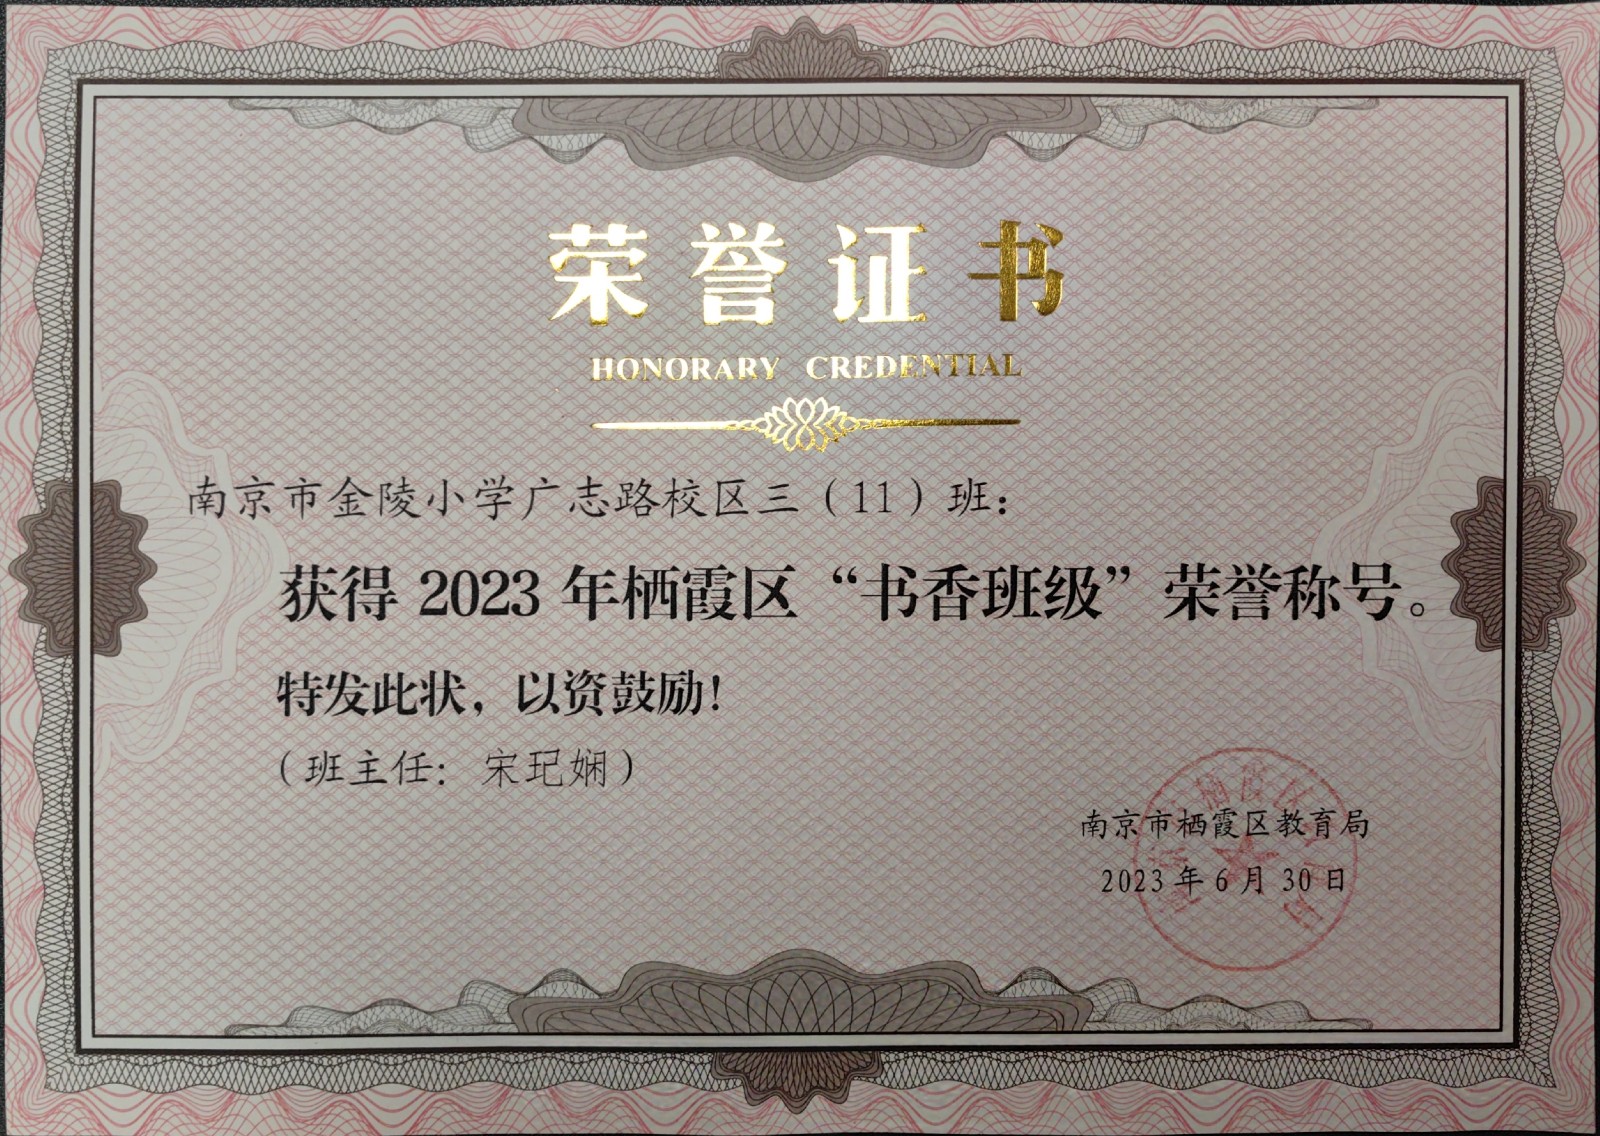 荣誉证书
HONORARY CREDENTIAL
南京市金陵小学广志路校区三（11）班：
获得 2023 年栖霞区“书香班级”荣誉称号。
特发此状，以资鼓励！
（班主任：宋玘娴）
南京市栖霞区教育局
2023 年 6 月 30 日